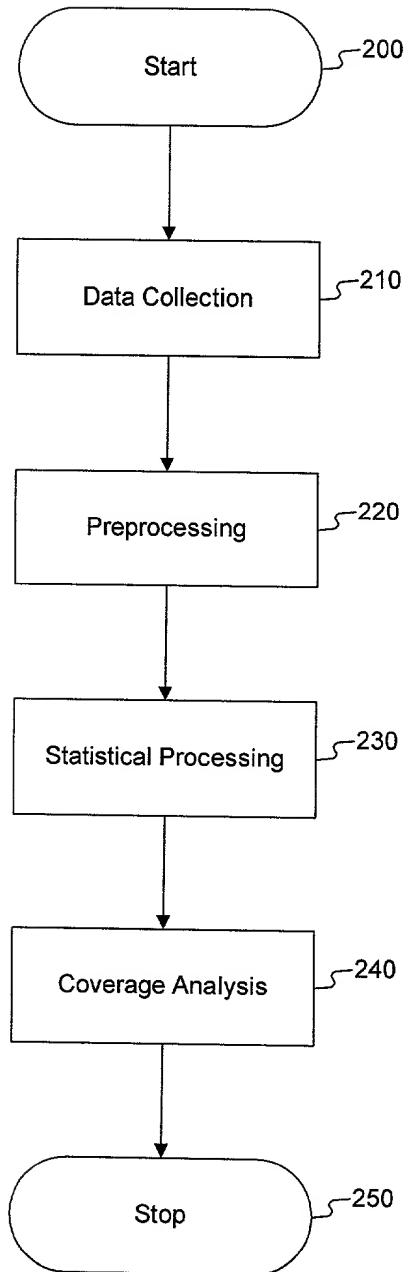 Start
200
Data Collection
210
Preprocessing
220
Statistical Processing
230
Coverage Analysis
240
Stop
250